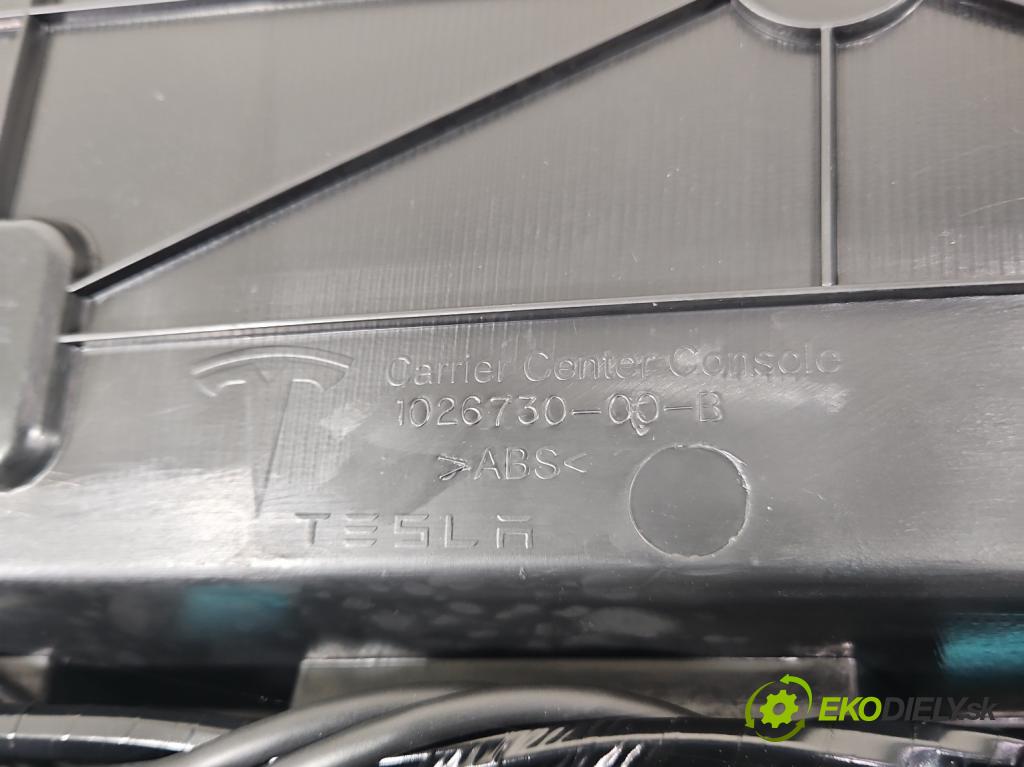 Carrier Center Console
1026730-00-B
>ABS<
TESLA
EKODIELY.sk